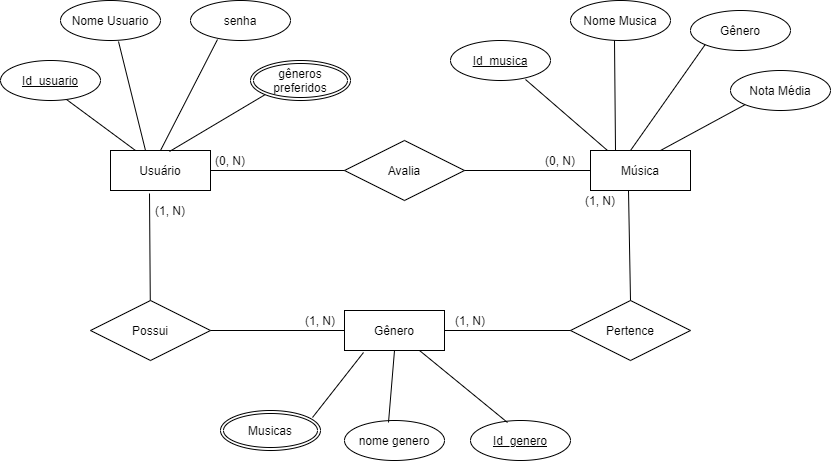 Nome Usuario
senha
Nome Musica
Gênero
Id_usuario
gêneros
preferidos
Id_musica
Nota Média
(0, N)
(0, N)
Usuário
Avalia
Música
(1, N)
(1, N)
(1, N)
(1, N)
Possui
Gênero
Pertence
Musicas
nome genero
Id_genero